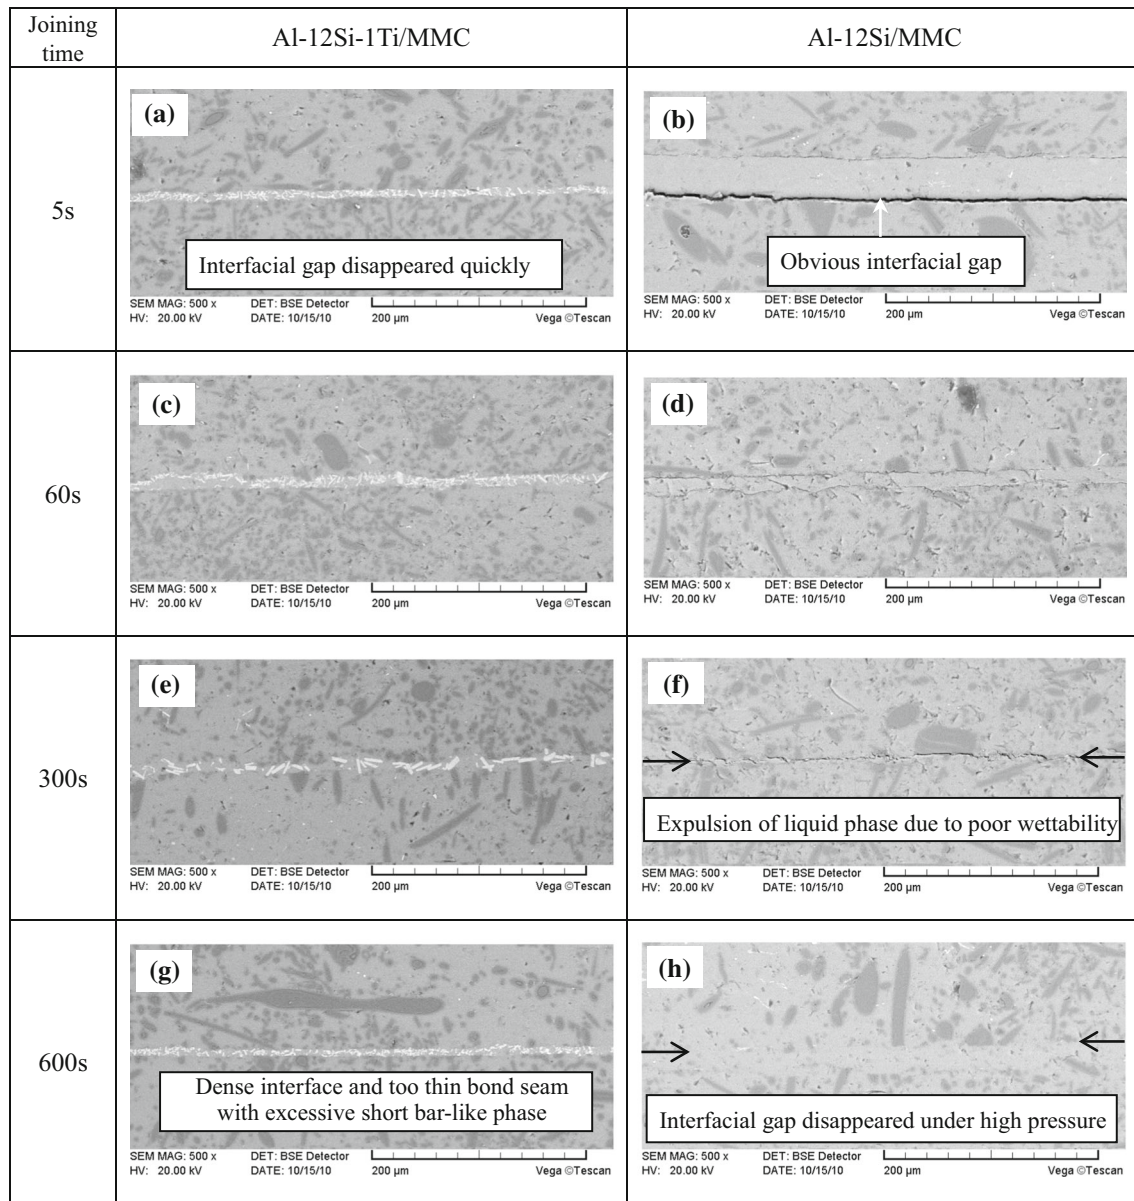 Joining
time
Al-12Si-1Ti/MMC
Al-12Si/MMC
5s
(a)
Interfacial gap disappeared quickly
SEM MAG: 500 x DET: BSE Detector
HV: 20.00 kV DATE: 10/15/10 200 µm Vega ©Tescan
(b)
Obvious interfacial gap
SEM MAG: 500 x DET: BSE Detector
HV: 20.00 kV DATE: 10/15/10 200 µm Vega ©Tescan
60s
(c)
SEM MAG: 500 x DET: BSE Detector
HV: 20.00 kV DATE: 10/15/10 200 µm Vega ©Tescan
(d)
SEM MAG: 500 x DET: BSE Detector
HV: 20.00 kV DATE: 10/15/10 200 µm Vega ©Tescan
300s
(e)
SEM MAG: 500 x DET: BSE Detector
HV: 20.00 kV DATE: 10/15/10 200 µm Vega ©Tescan
(f)
Expulsion of liquid phase due to poor wettability
SEM MAG: 500 x DET: BSE Detector
HV: 20.00 kV DATE: 10/15/10 200 µm Vega ©Tescan
600s
(g)
Dense interface and too thin bond seam
with excessive short bar-like phase
SEM MAG: 500 x DET: BSE Detector
HV: 20.00 kV DATE: 10/15/10 200 µm Vega ©Tescan
(h)
Interfacial gap disappeared under high pressure
SEM MAG: 500 x DET: BSE Detector
HV: 20.00 kV DATE: 10/15/10 200 µm Vega ©Tescan